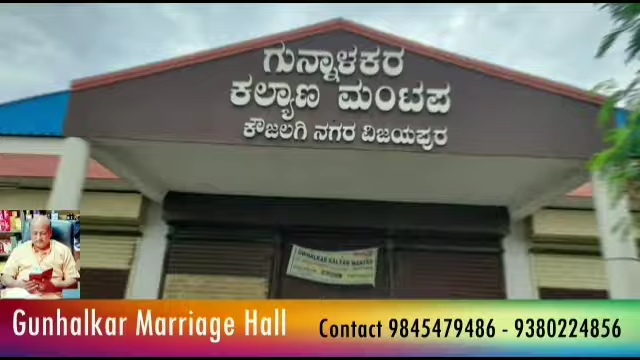 ಗುನ್ನಾಳಕರ
ಕಲ್ಯಾಣ ಮಂಟಪ
ಕೌಜಲಗಿ ನಗರ ವಿಜಯಪುರ
Gunhalkar Marriage Hall
Contact 9845479486 - 9380224856